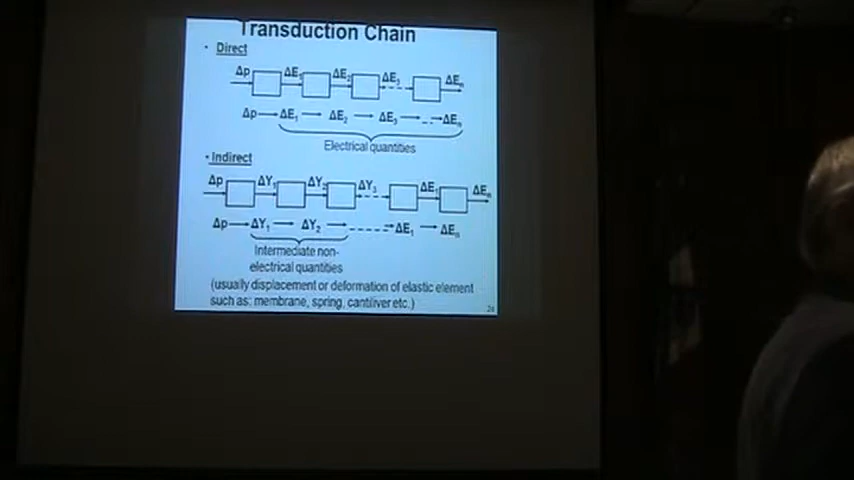 Transduction Chain
• Direct
Δp ΔE1 ΔE2 ΔE3 ΔEn
Δp → ΔE1 → ΔE2 → ΔE3 → -- → ΔEn
Electrical quantities
• Indirect
Δp ΔY1 ΔY2 ΔY3 ΔE1 ΔEn
Δp → ΔY1 → ΔY2 → ----- → ΔE1 → ΔEn
Intermediate non-
electrical quantities
(usually displacement or deformation of elastic element
such as: membrane, spring, cantiliver etc.)